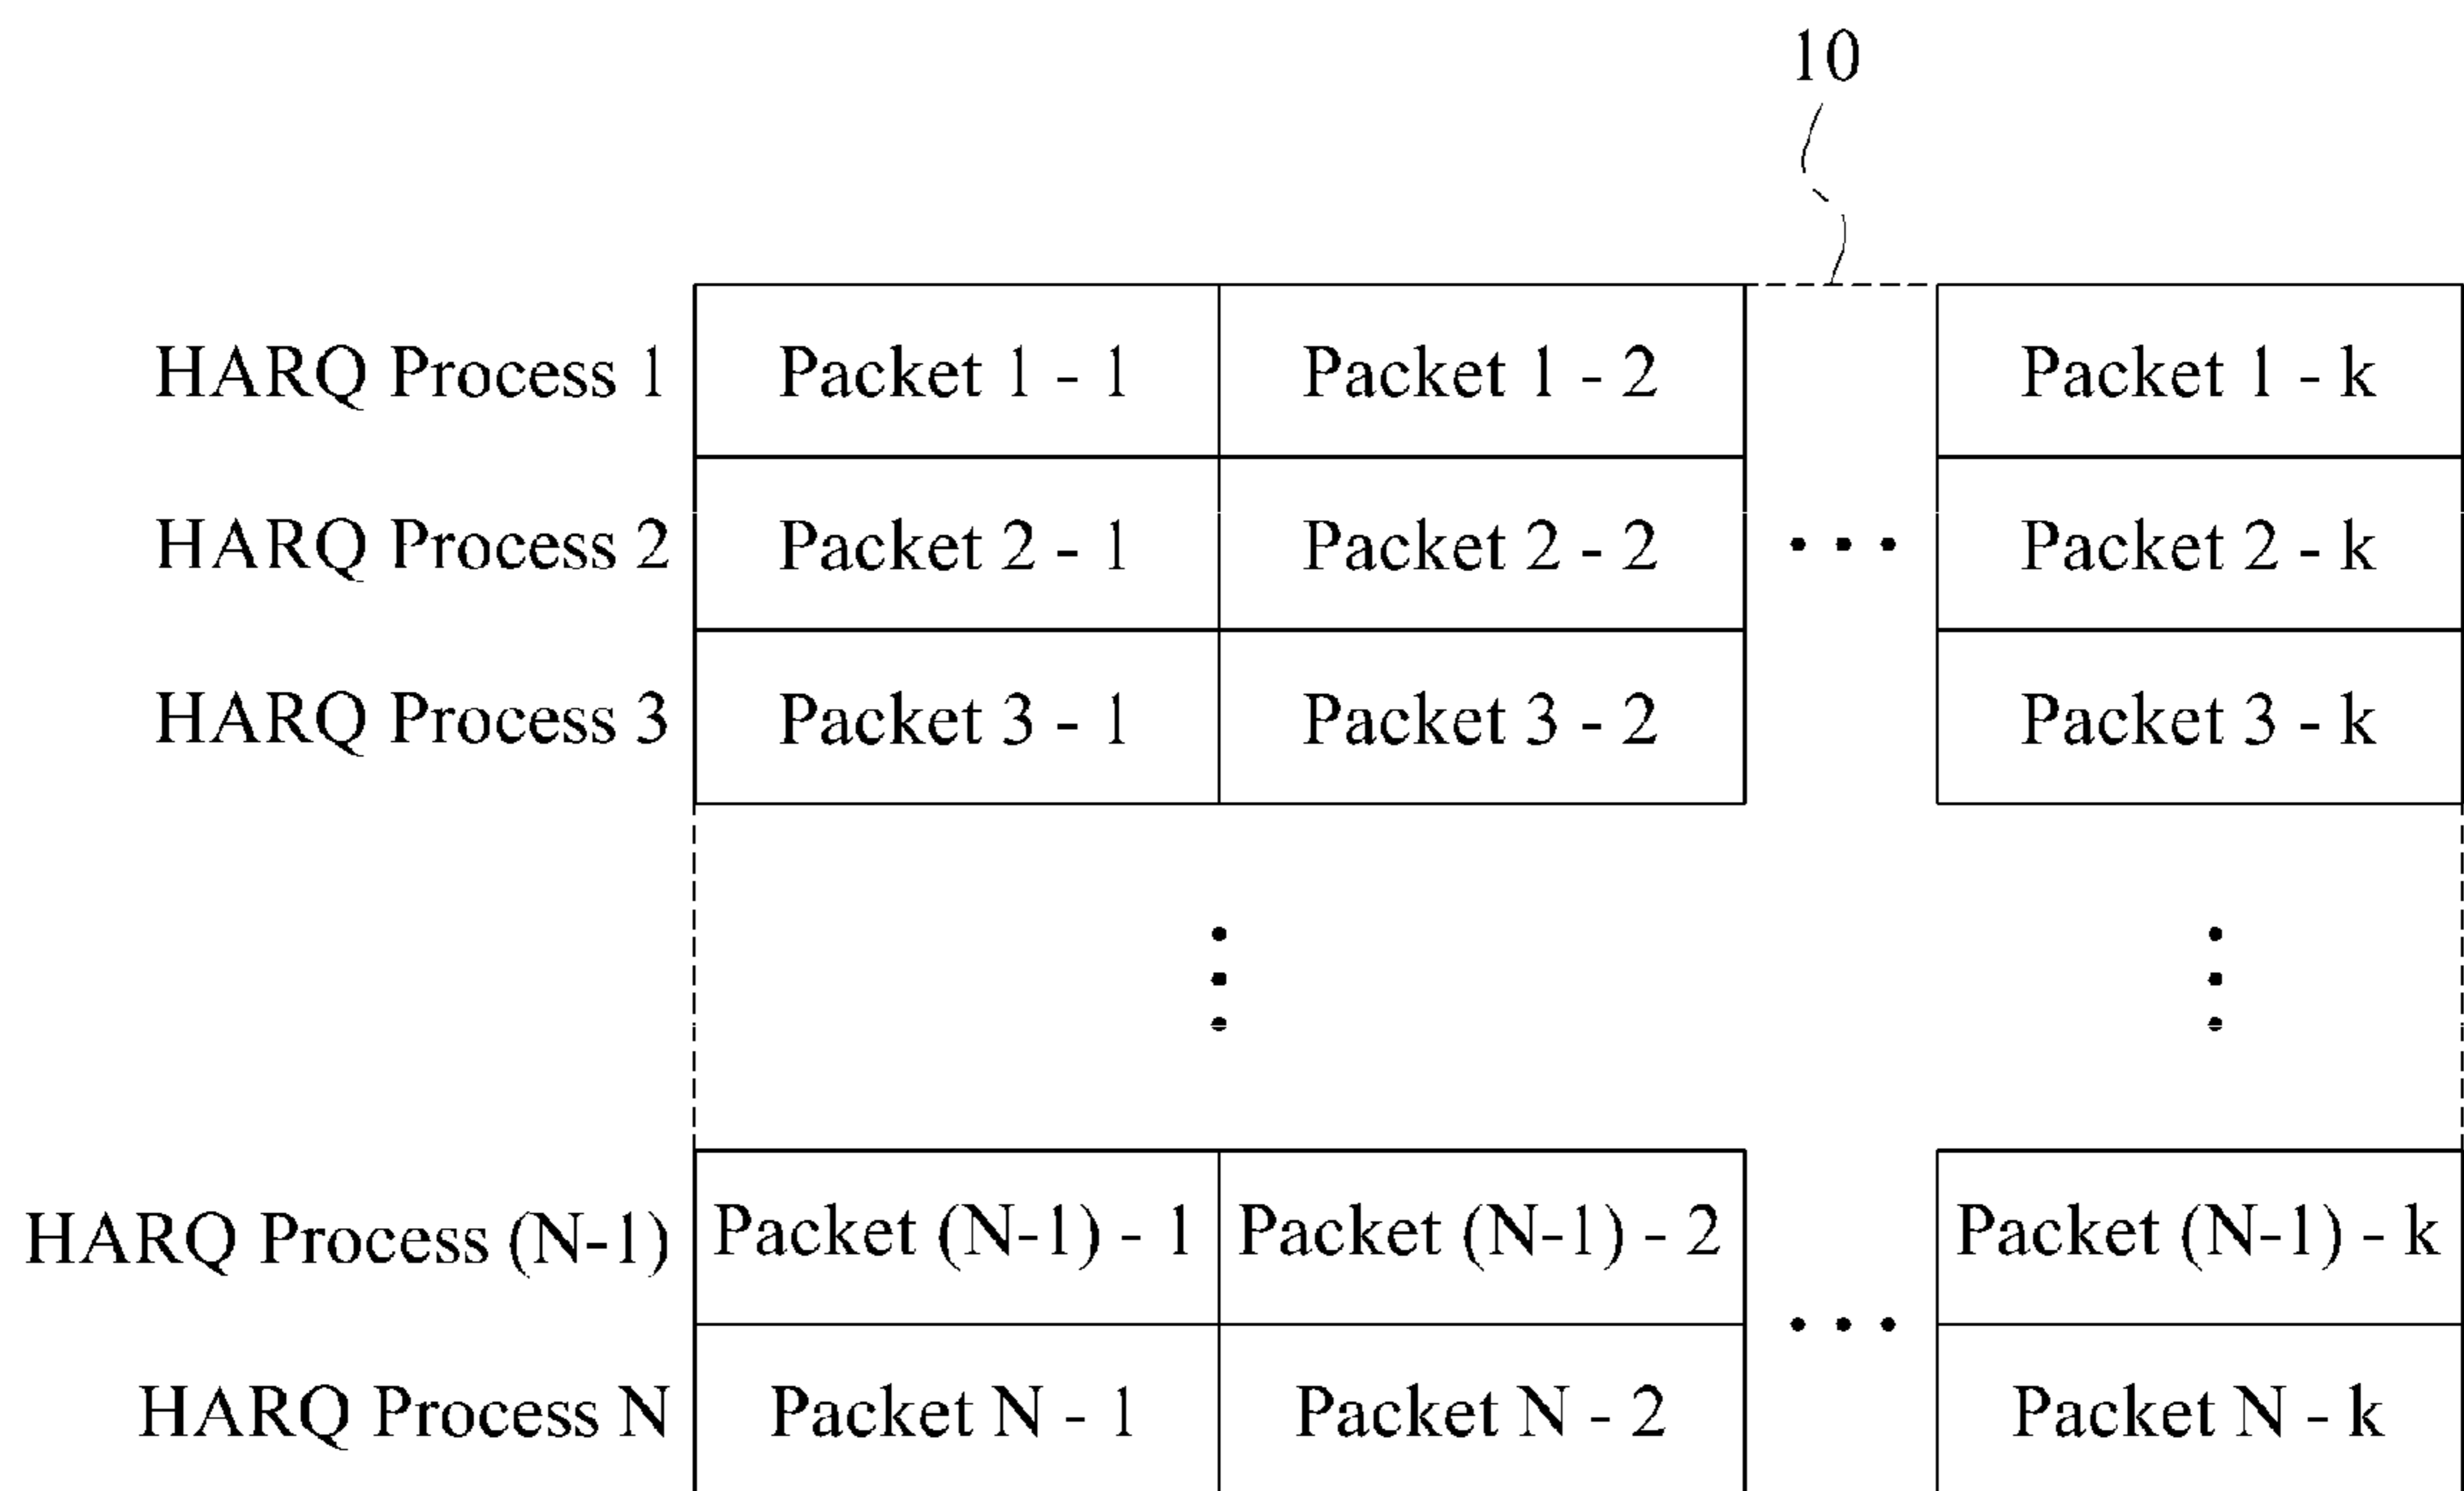 10
HARQ Process 1 Packet 1 - 1 Packet 1 - 2 Packet 1 - k
HARQ Process 2 Packet 2 - 1 Packet 2 - 2 • • • Packet 2 - k
HARQ Process 3 Packet 3 - 1 Packet 3 - 2 Packet 3 - k
HARQ Process (N-1) Packet (N-1) - 1 Packet (N-1) - 2 Packet (N-1) - k
• • •
HARQ Process N Packet N - 1 Packet N - 2 Packet N - k